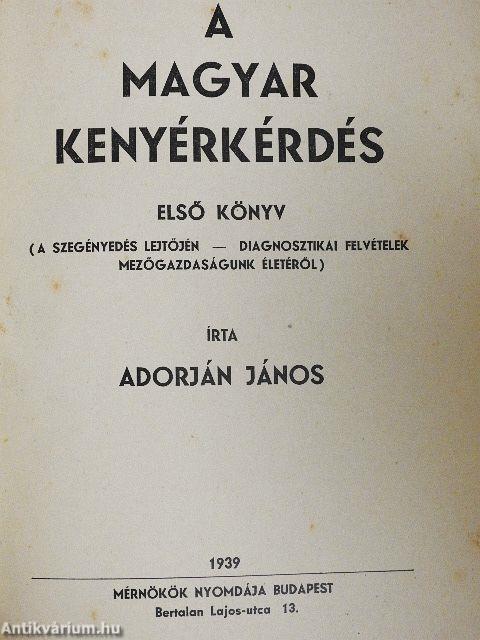 A
MAGYAR
KENYÉRKÉRDÉS
ELSŐ KÖNYV
(A SZEGÉNYEDÉS LEJTŐJÉN — DIAGNOSZTIKAI FELVÉTELEK
MEZŐGAZDASÁGUNK ÉLETÉRŐL)
ÍRTA
ADORJÁN JÁNOS
1939
MÉRNÖKÖK NYOMDÁJA BUDAPEST
Bertalan Lajos-utca 13.
Antikvárium.hu